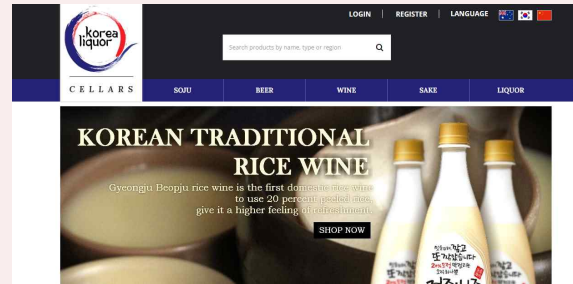 LOGIN | REGISTER | LANGUAGE
korea
liquor
Search products by name, type or region
CELLARS
SOJU BEER WINE SAKE LIQUOR
KOREAN TRADITIONAL
RICE WINE
Gyeongju Beopju rice wine is the first domestic rice wine
to use 20 percent peeled rice,
give it a higher feeling of refreshment.
SHOP NOW